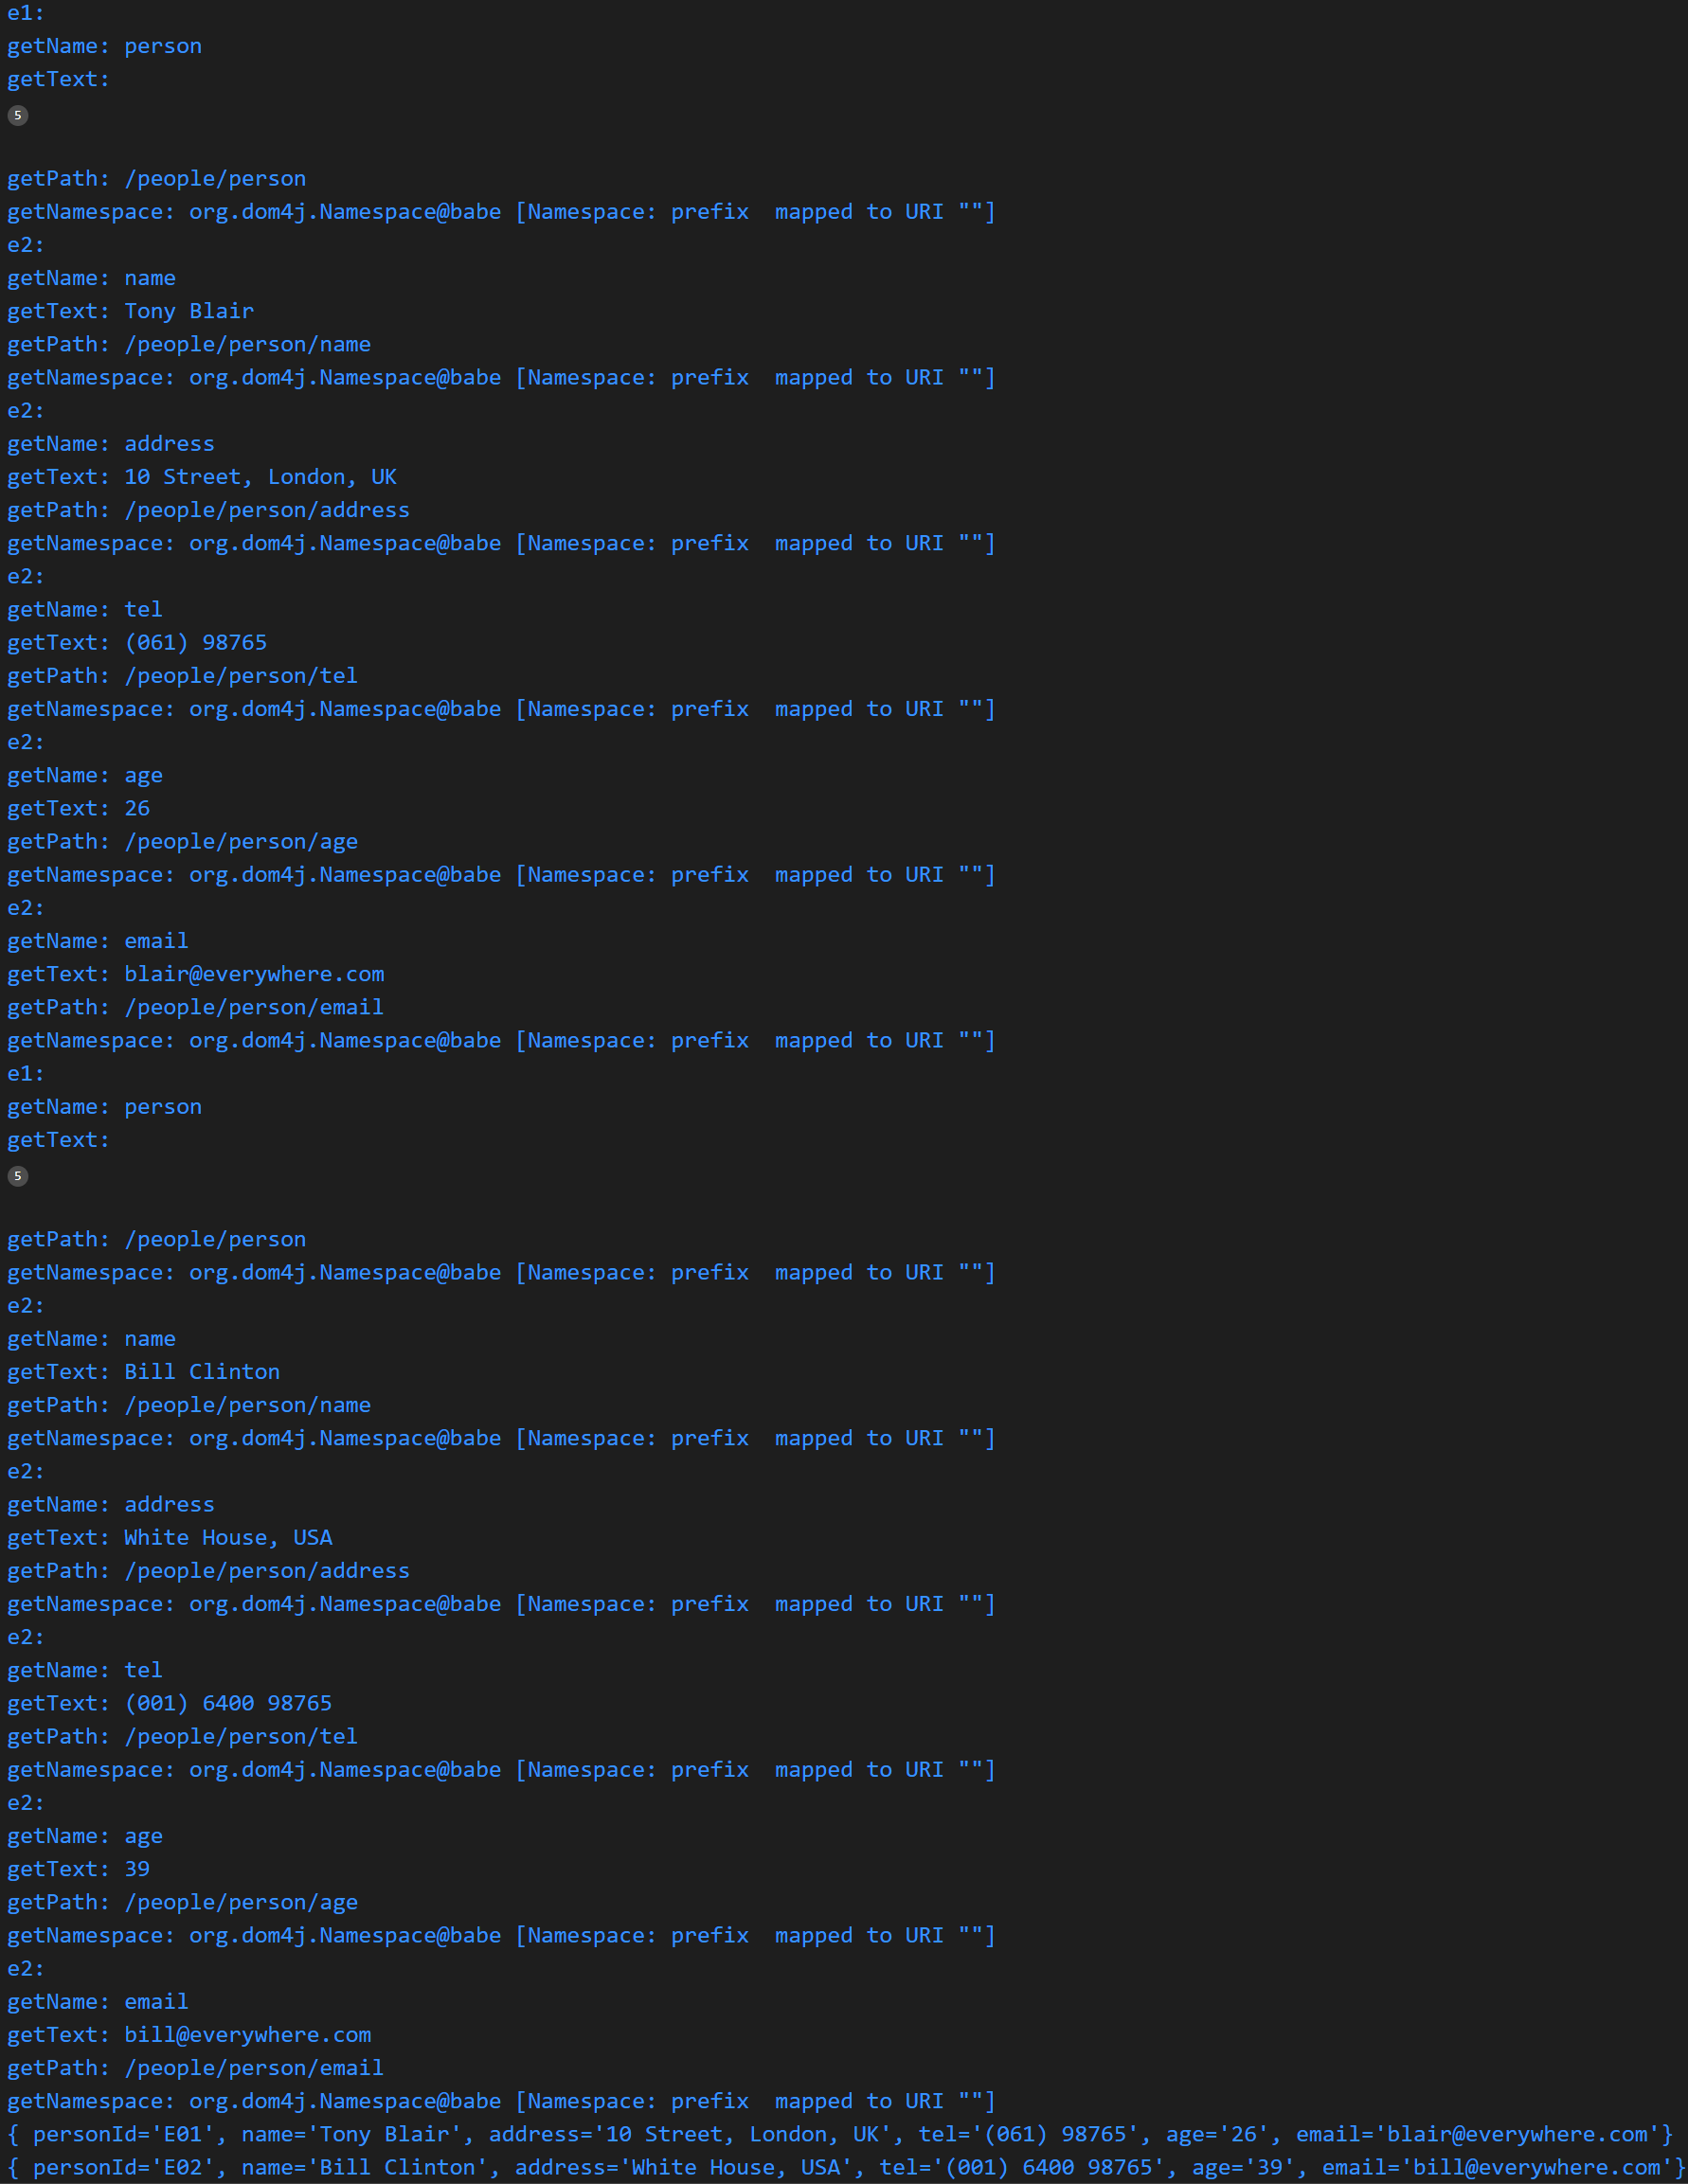 e1:
getName: person
getText:
5
getPath: /people/person
getNamespace: org.dom4j.Namespace@babe [Namespace: prefix  mapped to URI ""]
e2:
getName: name
getText: Tony Blair
getPath: /people/person/name
getNamespace: org.dom4j.Namespace@babe [Namespace: prefix  mapped to URI ""]
e2:
getName: address
getText: 10 Street, London, UK
getPath: /people/person/address
getNamespace: org.dom4j.Namespace@babe [Namespace: prefix  mapped to URI ""]
e2:
getName: tel
getText: (061) 98765
getPath: /people/person/tel
getNamespace: org.dom4j.Namespace@babe [Namespace: prefix  mapped to URI ""]
e2:
getName: age
getText: 26
getPath: /people/person/age
getNamespace: org.dom4j.Namespace@babe [Namespace: prefix  mapped to URI ""]
e2:
getName: email
getText: blair@everywhere.com
getPath: /people/person/email
getNamespace: org.dom4j.Namespace@babe [Namespace: prefix  mapped to URI ""]
e1:
getName: person
getText:
5
getPath: /people/person
getNamespace: org.dom4j.Namespace@babe [Namespace: prefix  mapped to URI ""]
e2:
getName: name
getText: Bill Clinton
getPath: /people/person/name
getNamespace: org.dom4j.Namespace@babe [Namespace: prefix  mapped to URI ""]
e2:
getName: address
getText: White House, USA
getPath: /people/person/address
getNamespace: org.dom4j.Namespace@babe [Namespace: prefix  mapped to URI ""]
e2:
getName: tel
getText: (001) 6400 98765
getPath: /people/person/tel
getNamespace: org.dom4j.Namespace@babe [Namespace: prefix  mapped to URI ""]
e2:
getName: age
getText: 39
getPath: /people/person/age
getNamespace: org.dom4j.Namespace@babe [Namespace: prefix  mapped to URI ""]
e2:
getName: email
getText: bill@everywhere.com
getPath: /people/person/email
getNamespace: org.dom4j.Namespace@babe [Namespace: prefix  mapped to URI ""]
{ personId='E01', name='Tony Blair', address='10 Street, London, UK', tel='(061) 98765', age='26', email='blair@everywhere.com'}
{ personId='E02', name='Bill Clinton', address='White House, USA', tel='(001) 6400 98765', age='39', email='bill@everywhere.com'}